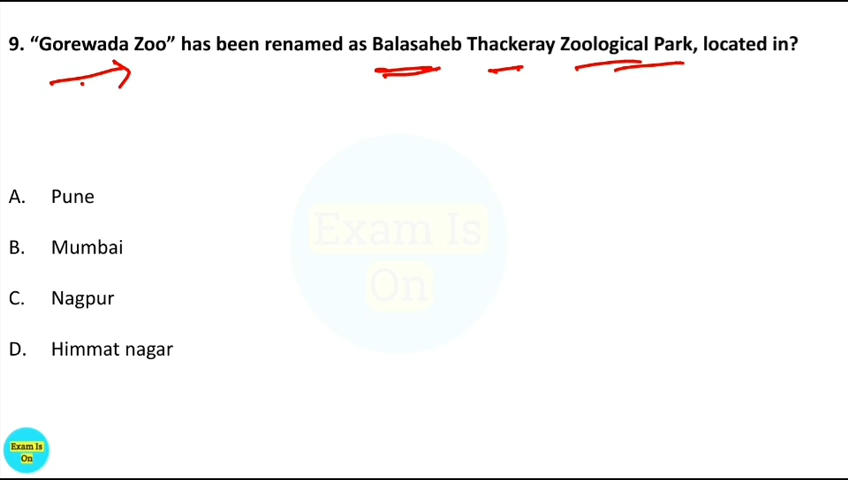 9. “Gorewada Zoo” has been renamed as Balasaheb Thackeray Zoological Park, located in?
A. Pune
Exam Is
On
B. Mumbai
C. Nagpur
D. Himmat nagar
Exam Is
On